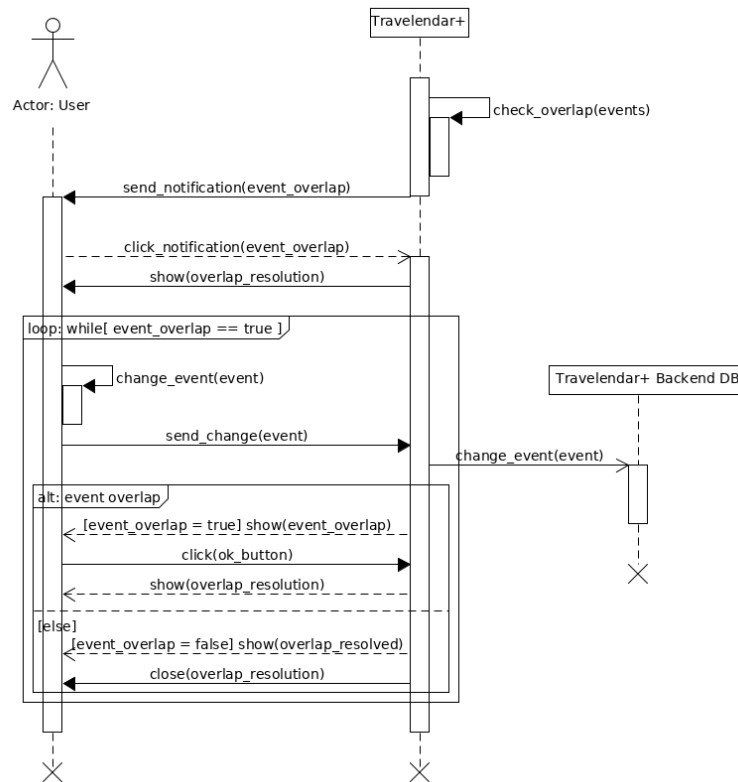 Travelendar+
Actor: User
check_overlap(events)
send_notification(event_overlap)
click_notification(event_overlap)
show(overlap_resolution)
loop: while[ event_overlap == true ]
change_event(event)
Travelendar+ Backend DB
send_change(event)
change_event(event)
alt: event overlap
[event_overlap = true] show(event_overlap)
click(ok_button)
show(overlap_resolution)
[else]
[event_overlap = false] show(overlap_resolved)
close(overlap_resolution)